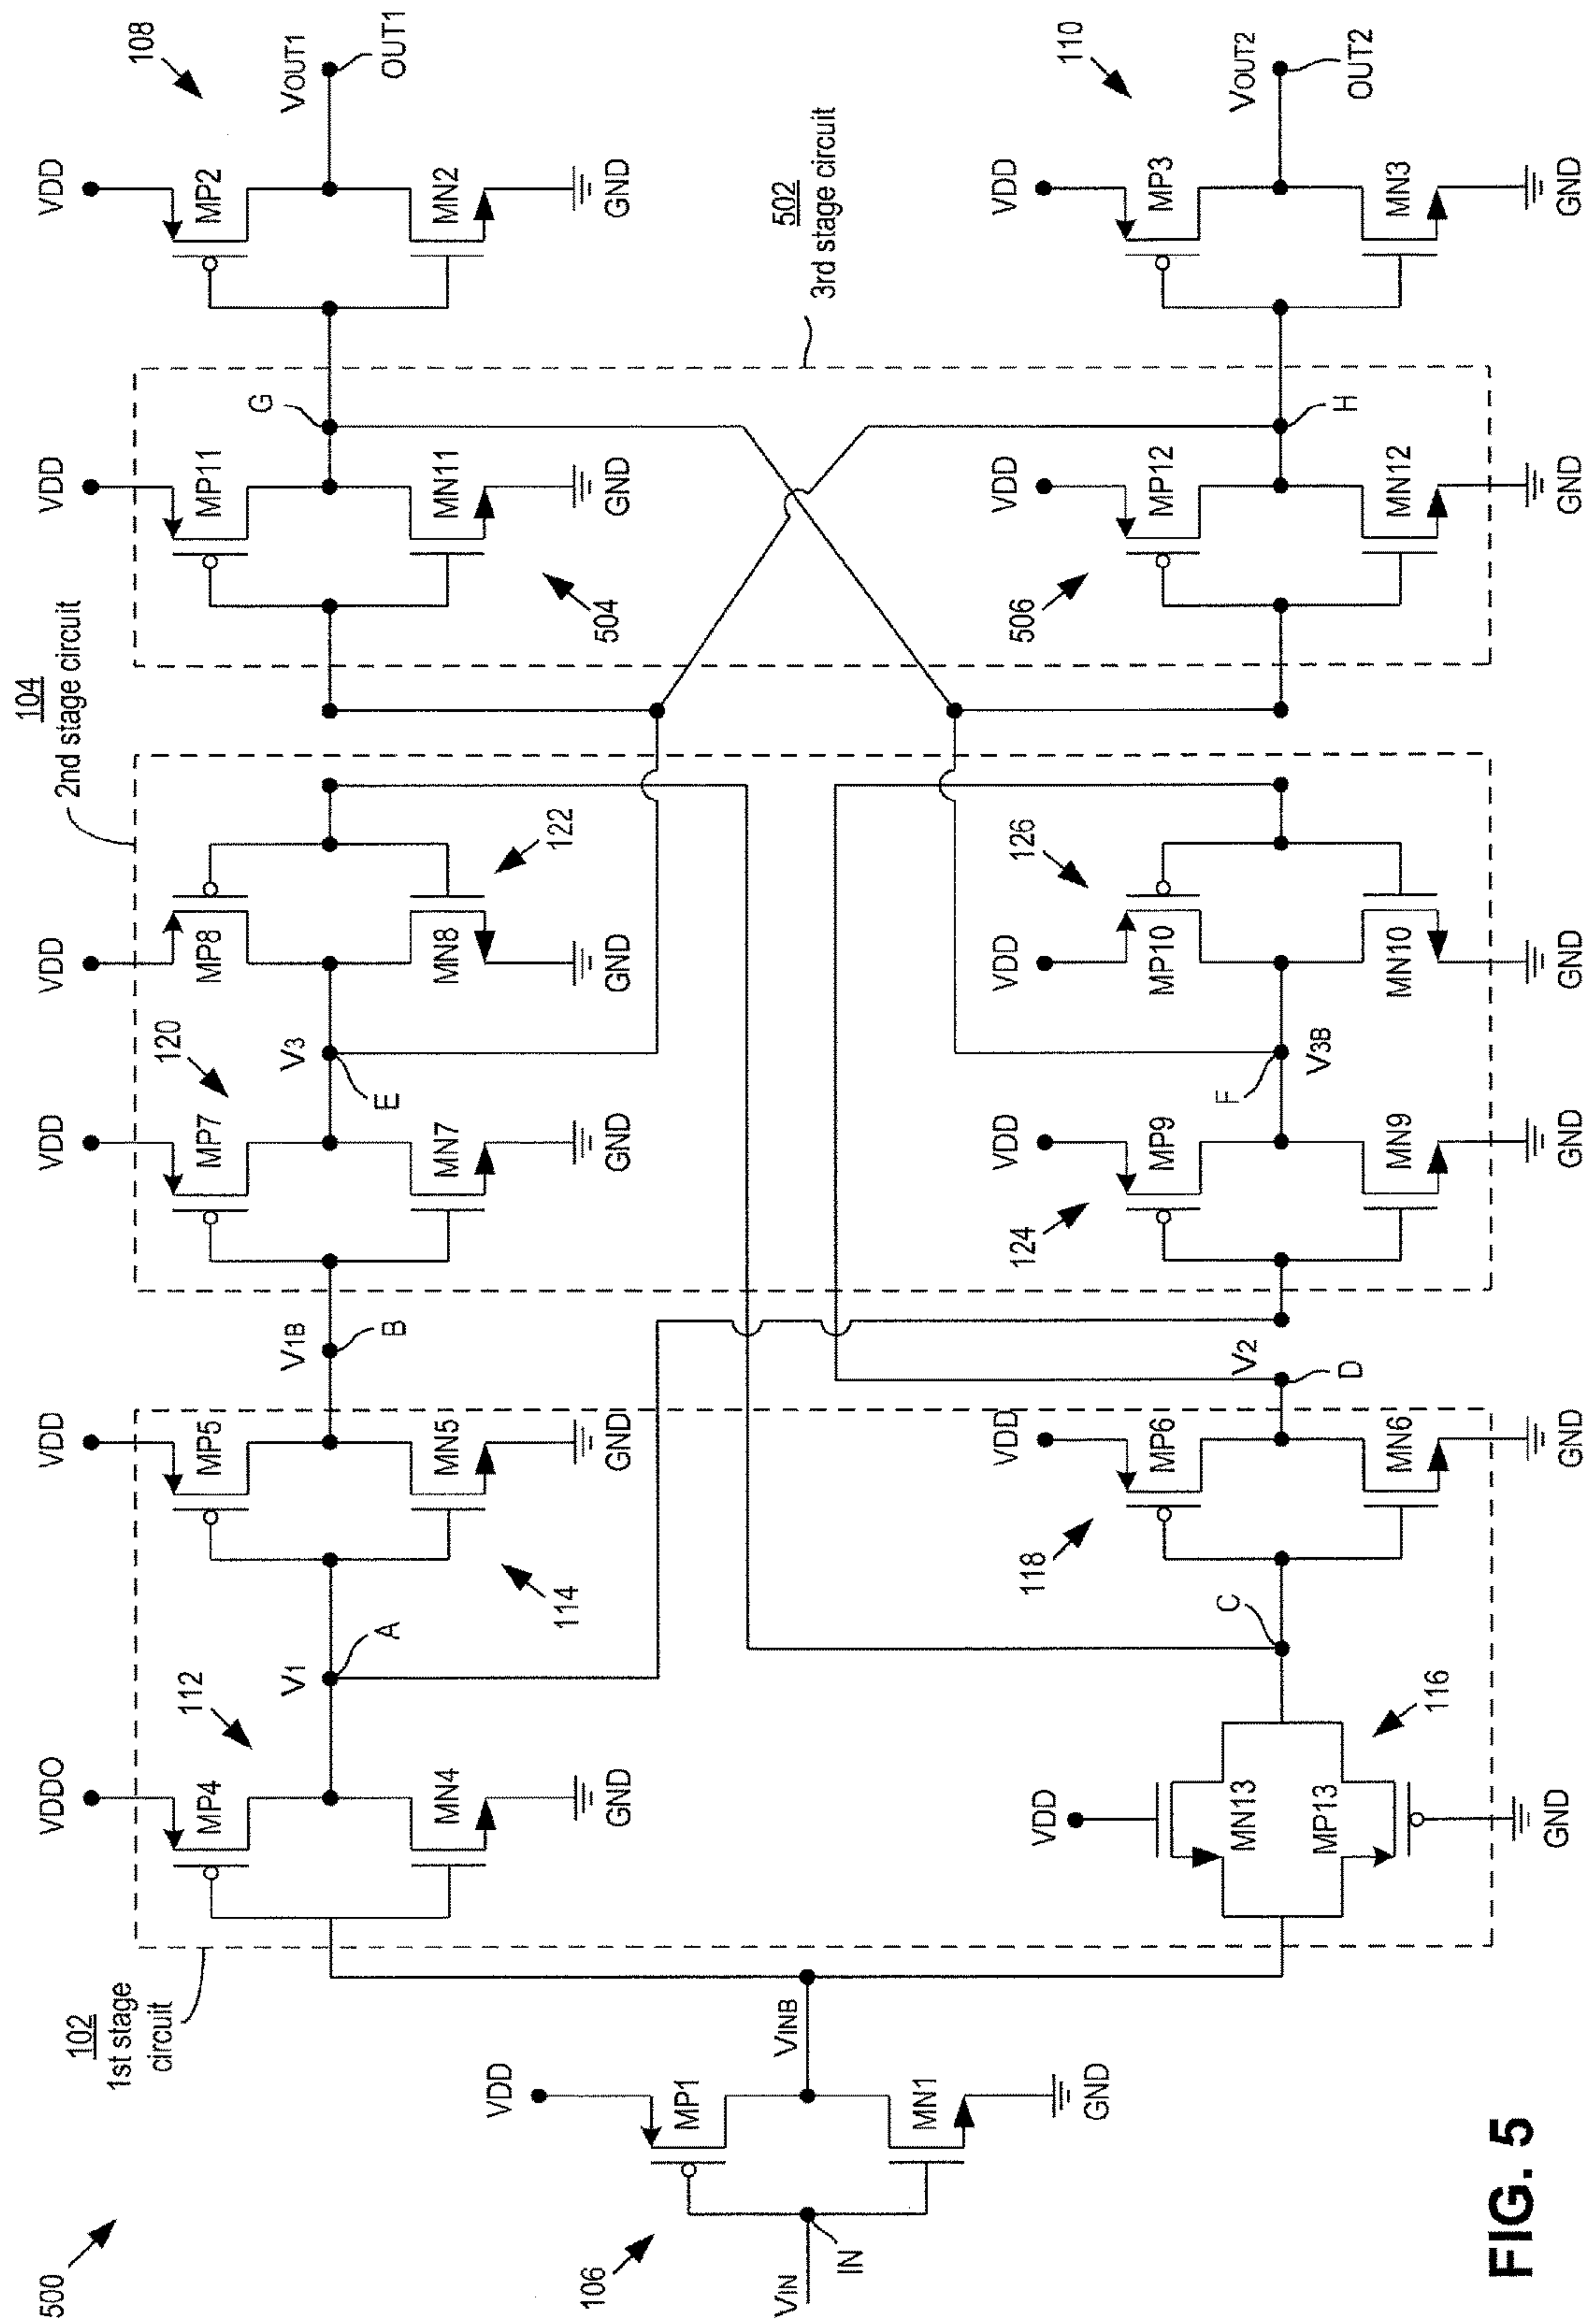 500
VIN
IN
106
MP1
MN1
VDD
GND
VINB
102
1st stage
circuit
VDDO
MP4
MN4
GND
112
V1
A
VDD
MP5
MN5
GND
114
V1B
B
116
VDD
MN13
MP13
GND
C
118
VDD
MP6
MN6
GND
V2
D
104
2nd stage circuit
120
VDD
MP7
MN7
GND
V3
E
VDD
MP8
MN8
GND
122
124
VDD
MP9
MN9
GND
F
V3B
126
VDD
MP10
MN10
GND
502
3rd stage circuit
VDD
MP11
MN11
GND
504
G
506
VDD
MP12
MN12
GND
H
108
VDD
MP2
MN2
GND
VOUT1
OUT1
110
VDD
MP3
MN3
GND
VOUT2
OUT2
FIG. 5